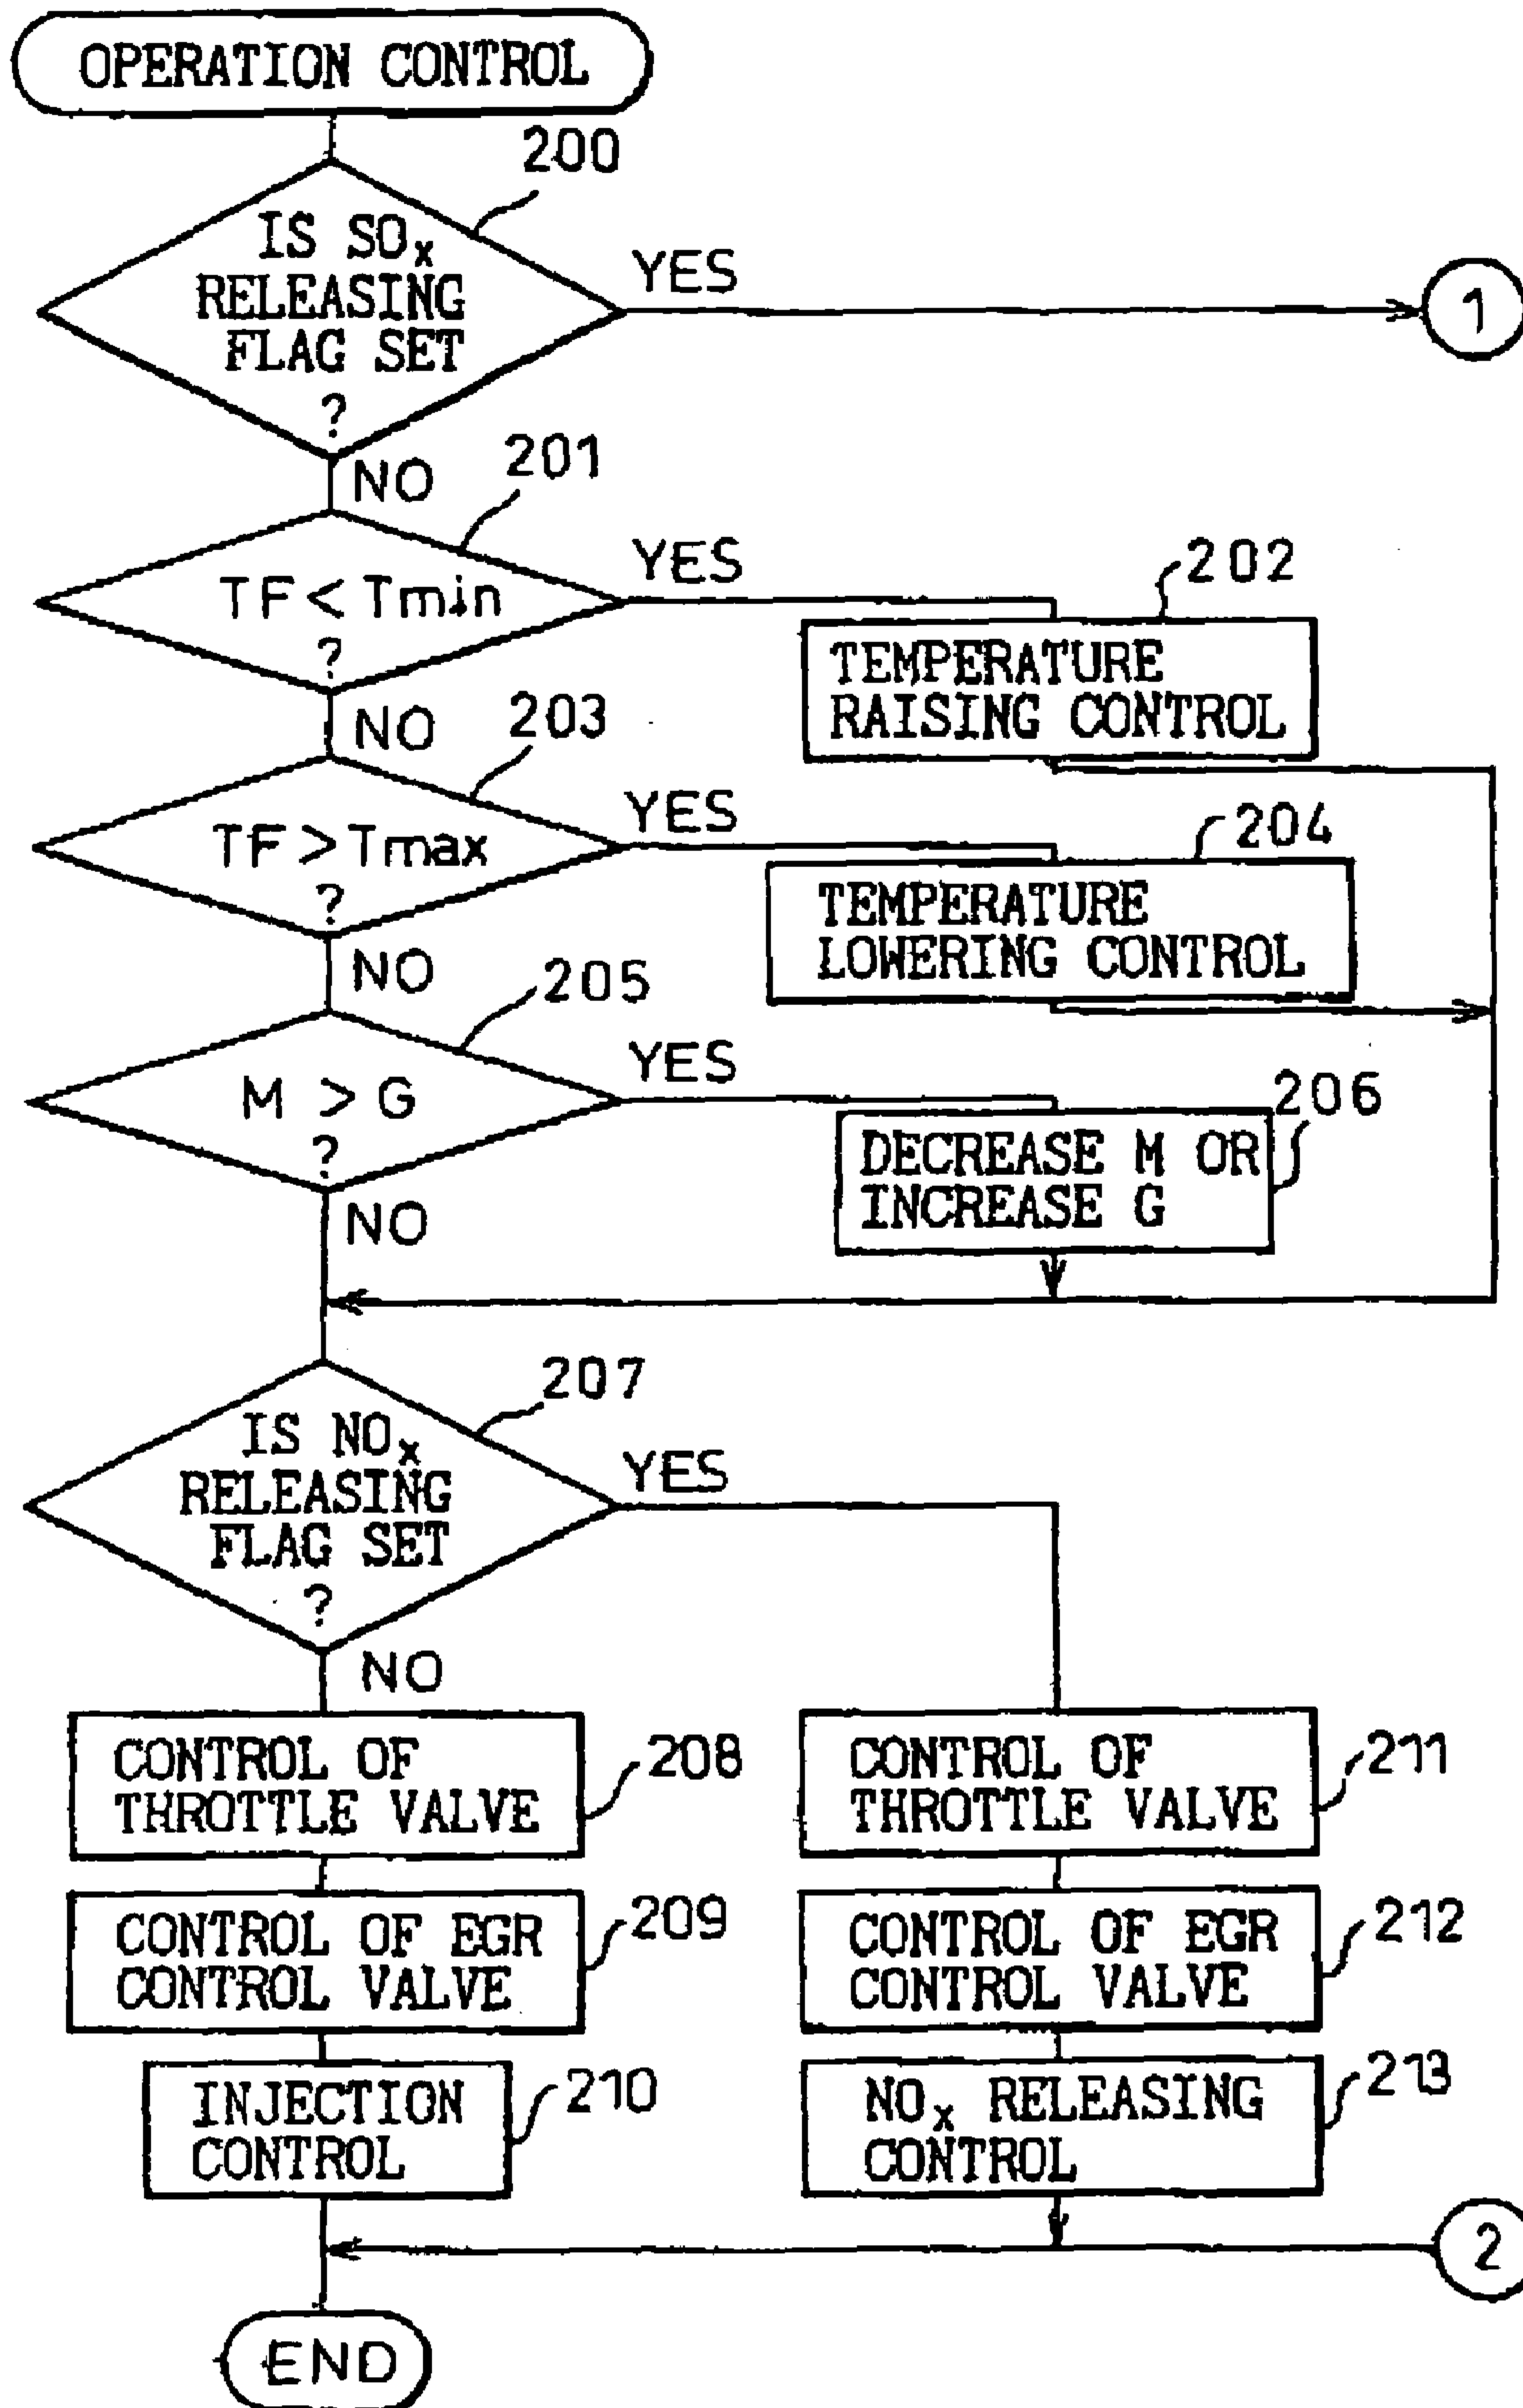 OPERATION CONTROL
200
IS SOx
RELEASING
FLAG SET
?
YES
1
NO
201
TF < Tmin
?
YES
202
TEMPERATURE
RAISING CONTROL
NO
203
TF > Tmax
?
YES
204
TEMPERATURE
LOWERING CONTROL
NO
205
M > G
?
YES
206
DECREASE M OR
INCREASE G
NO
207
IS NOx
RELEASING
FLAG SET
?
YES
NO
CONTROL OF
THROTTLE VALVE
208
CONTROL OF
THROTTLE VALVE
211
CONTROL OF EGR
CONTROL VALVE
209
CONTROL OF EGR
CONTROL VALVE
212
INJECTION
CONTROL
210
NOx RELEASING
CONTROL
213
2
END